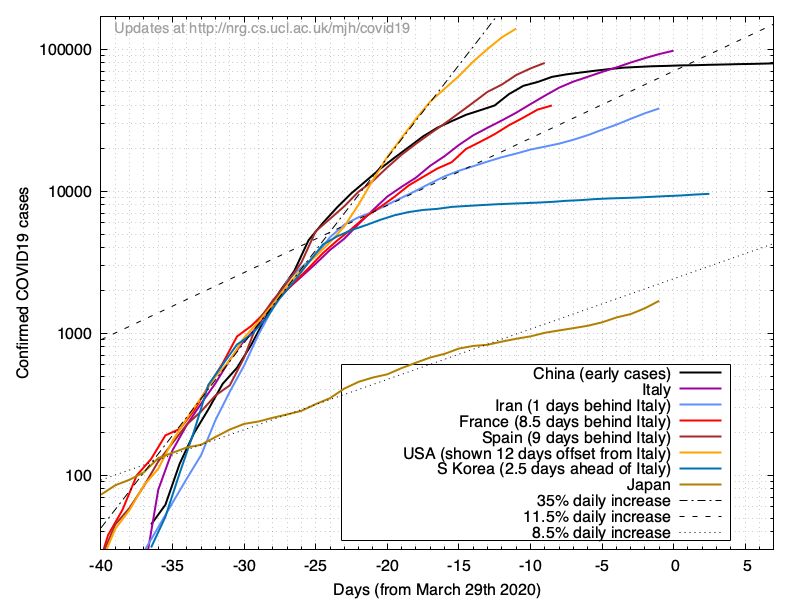 Updates at http://nrg.cs.ucl.ac.uk/mjh/covid19
100000
10000
1000
100
Confirmed COVID19 cases
China (early cases)
Italy
Iran (1 days behind Italy)
France (8.5 days behind Italy)
Spain (9 days behind Italy)
USA (shown 12 days offset from Italy)
S Korea (2.5 days ahead of Italy)
Japan
35% daily increase
11.5% daily increase
8.5% daily increase
-40 -35 -30 -25 -20 -15 -10 -5 0 5
Days (from March 29th 2020)